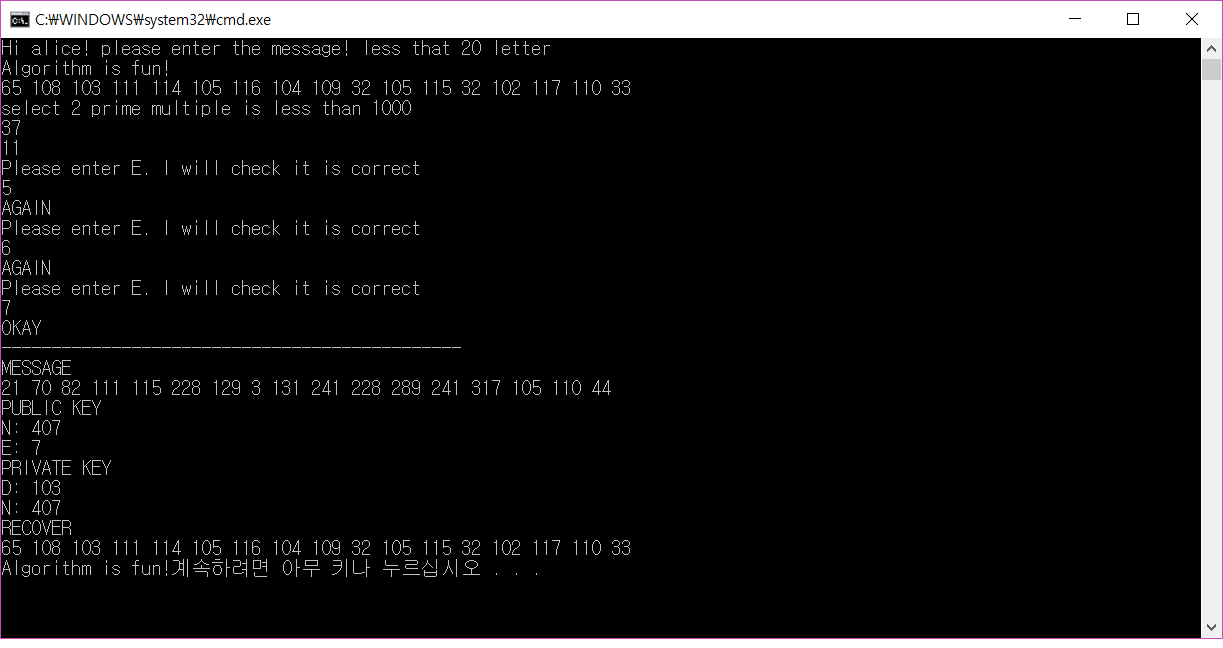 C:₩WINDOWS₩system32₩cmd.exe
Hi alice! please enter the message! less that 20 letter
Algorithm is fun!
65 108 103 111 114 105 116 104 109 32 105 115 32 102 117 110 33
select 2 prime multiple is less than 1000
37
11
Please enter E. I will check it is correct
5
AGAIN
Please enter E. I will check it is correct
6
AGAIN
Please enter E. I will check it is correct
7
OKAY
----------------------------------------------
MESSAGE
21 70 82 111 115 228 129 3 131 241 228 289 241 317 105 110 44
PUBLIC KEY
N: 407
E: 7
PRIVATE KEY
D: 103
N: 407
RECOVER
65 108 103 111 114 105 116 104 109 32 105 115 32 102 117 110 33
Algorithm is fun!계속하려면 아무 키나 누르십시오 . . .